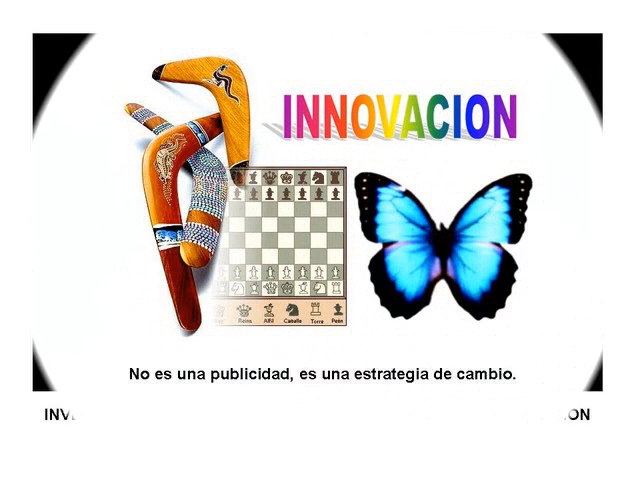 INNOVACION
Reina Alfil Caballo Torre Peón
No es una publicidad, es una estrategia de cambio.